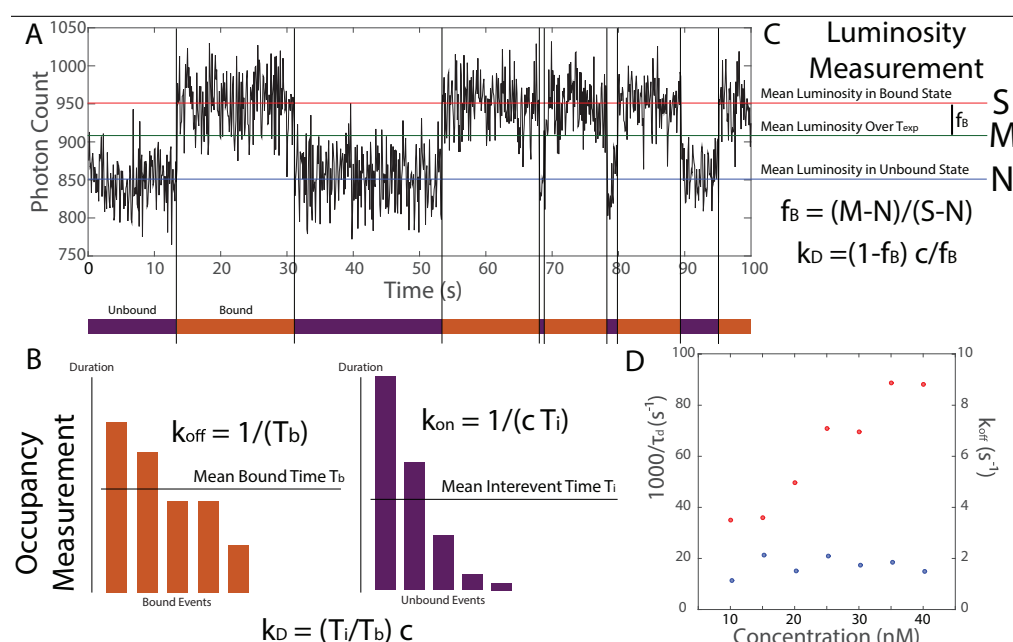 A
1050
1000
950
900
850
800
750
Photon Count
0
10
20
30
40
50
60
70
80
90
100
Time (s)
Unbound
Bound
C
Luminosity
Measurement
Mean Luminosity in Bound State
S
fB
Mean Luminosity Over Texp
M
Mean Luminosity in Unbound State
N
fB = (M-N)/(S-N)
kD =(1-fB) c/fB
B
Occupancy
Measurement
Duration
koff = 1/(Tb)
Mean Bound Time Tb
Bound Events
Duration
kon = 1/(c Ti)
Mean Interevent Time Ti
Unbound Events
kD = (Ti/Tb) c
D
100
80
60
40
20
0
1000/τd (s-1)
10
8
6
4
2
0
koff (s-1)
10
20
30
40
Concentration (nM)